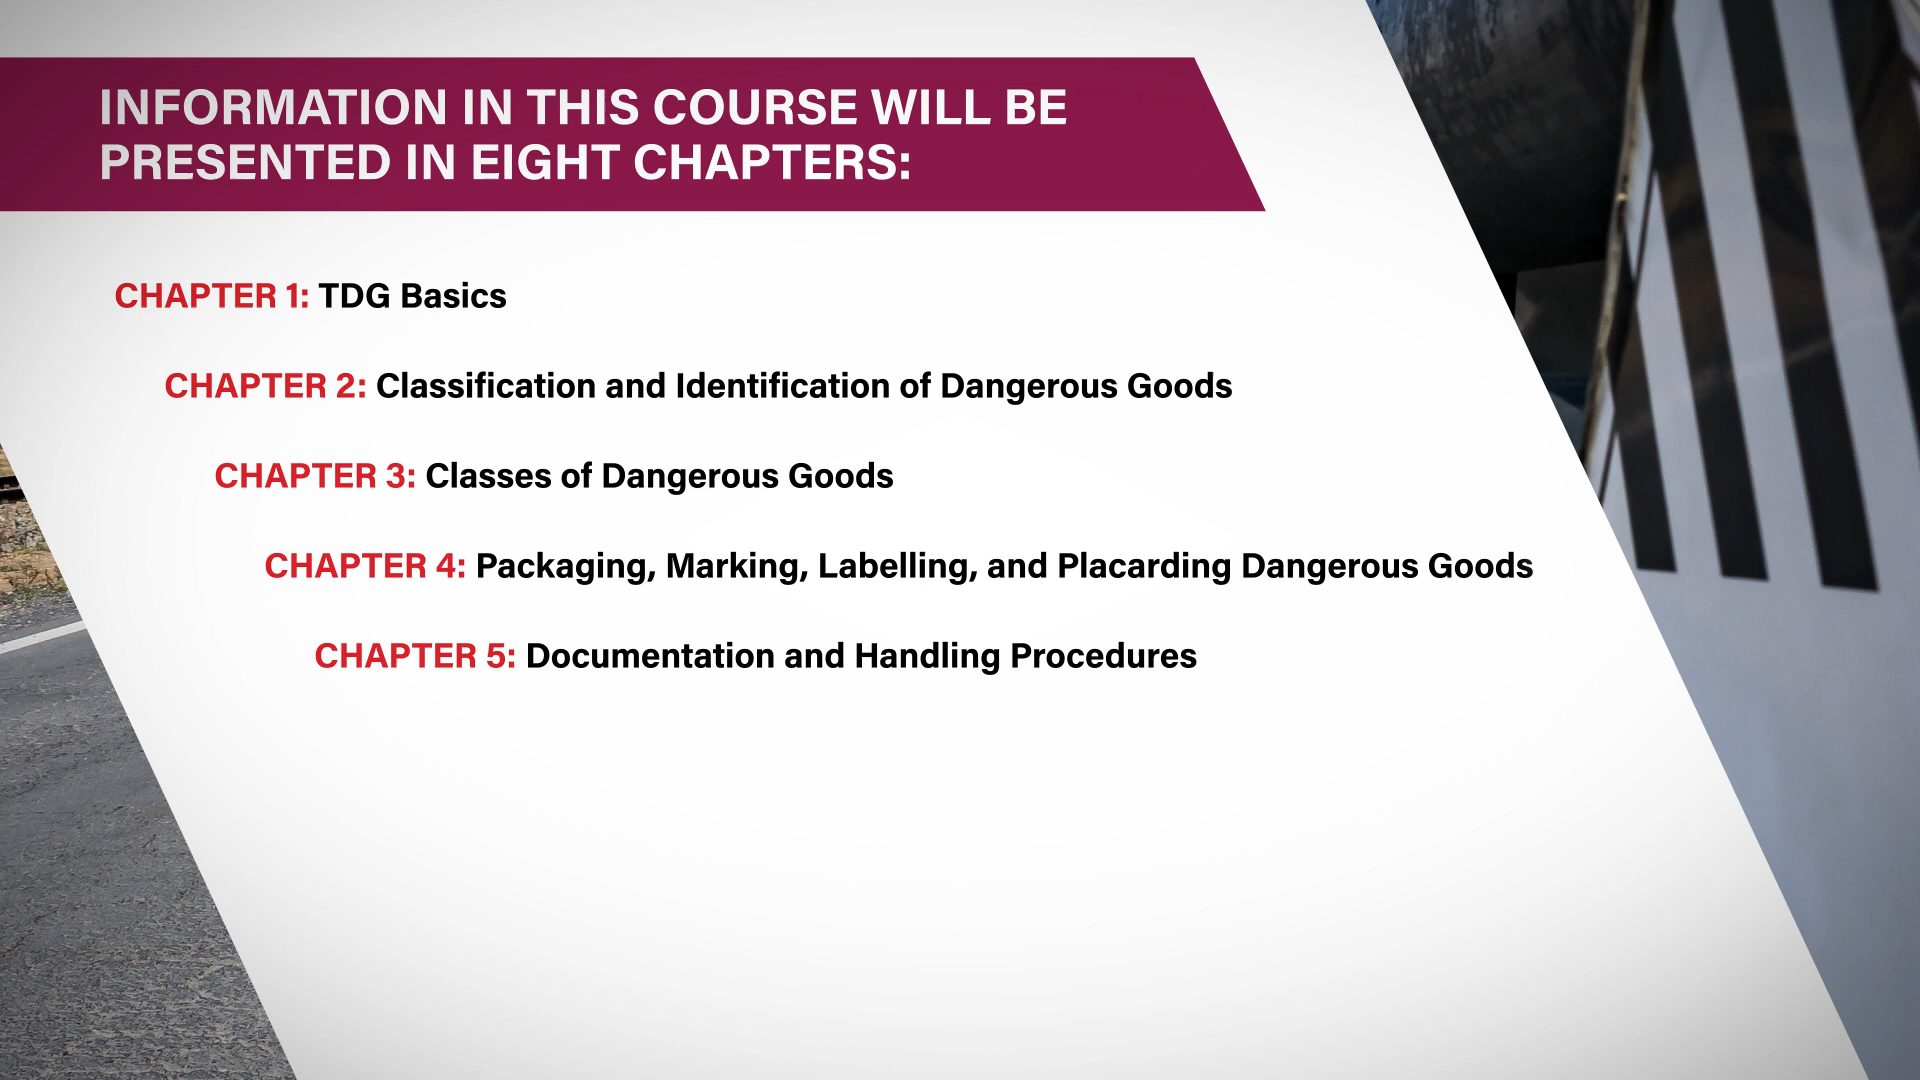 INFORMATION IN THIS COURSE WILL BE
PRESENTED IN EIGHT CHAPTERS:
CHAPTER 1: TDG Basics
CHAPTER 2: Classification and Identification of Dangerous Goods
CHAPTER 3: Classes of Dangerous Goods
CHAPTER 4: Packaging, Marking, Labelling, and Placarding Dangerous Goods
CHAPTER 5: Documentation and Handling Procedures